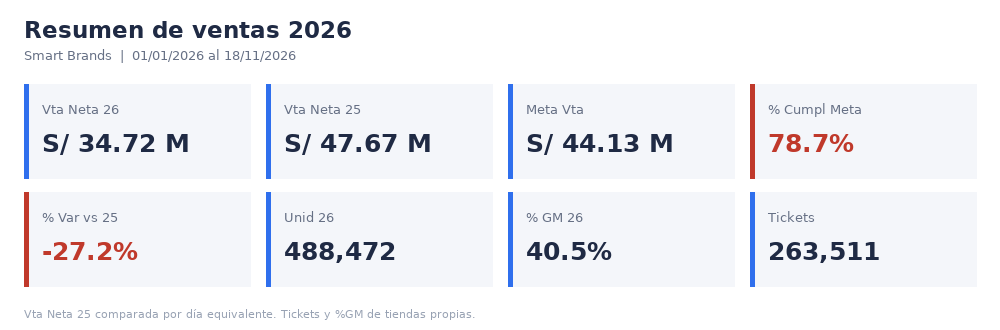 Resumen de ventas 2026
Smart Brands | 01/01/2026 al 18/11/2026
Vta Neta 26
S/ 34.72 M
Vta Neta 25
S/ 47.67 M
Meta Vta
S/ 44.13 M
% Cumpl Meta
78.7%
% Var vs 25
-27.2%
Unid 26
488,472
% GM 26
40.5%
Tickets
263,511
Vta Neta 25 comparada por día equivalente. Tickets y %GM de tiendas propias.